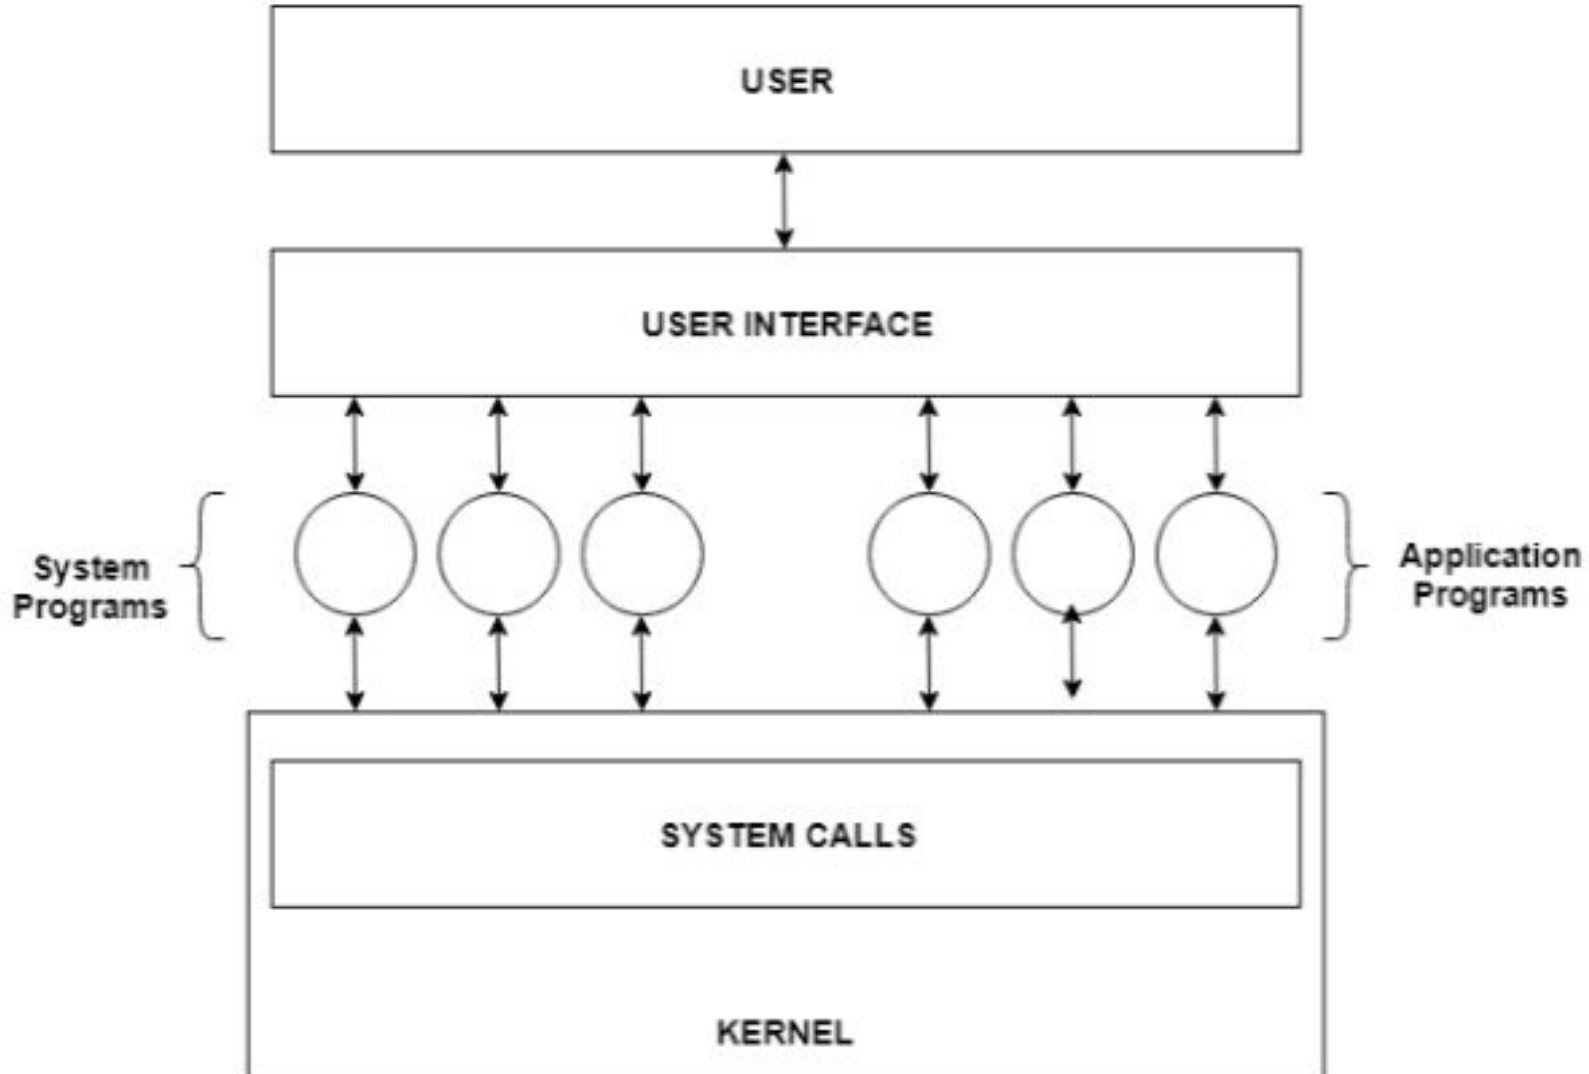 USER
USER INTERFACE
System
Programs
Application
Programs
SYSTEM CALLS
KERNEL